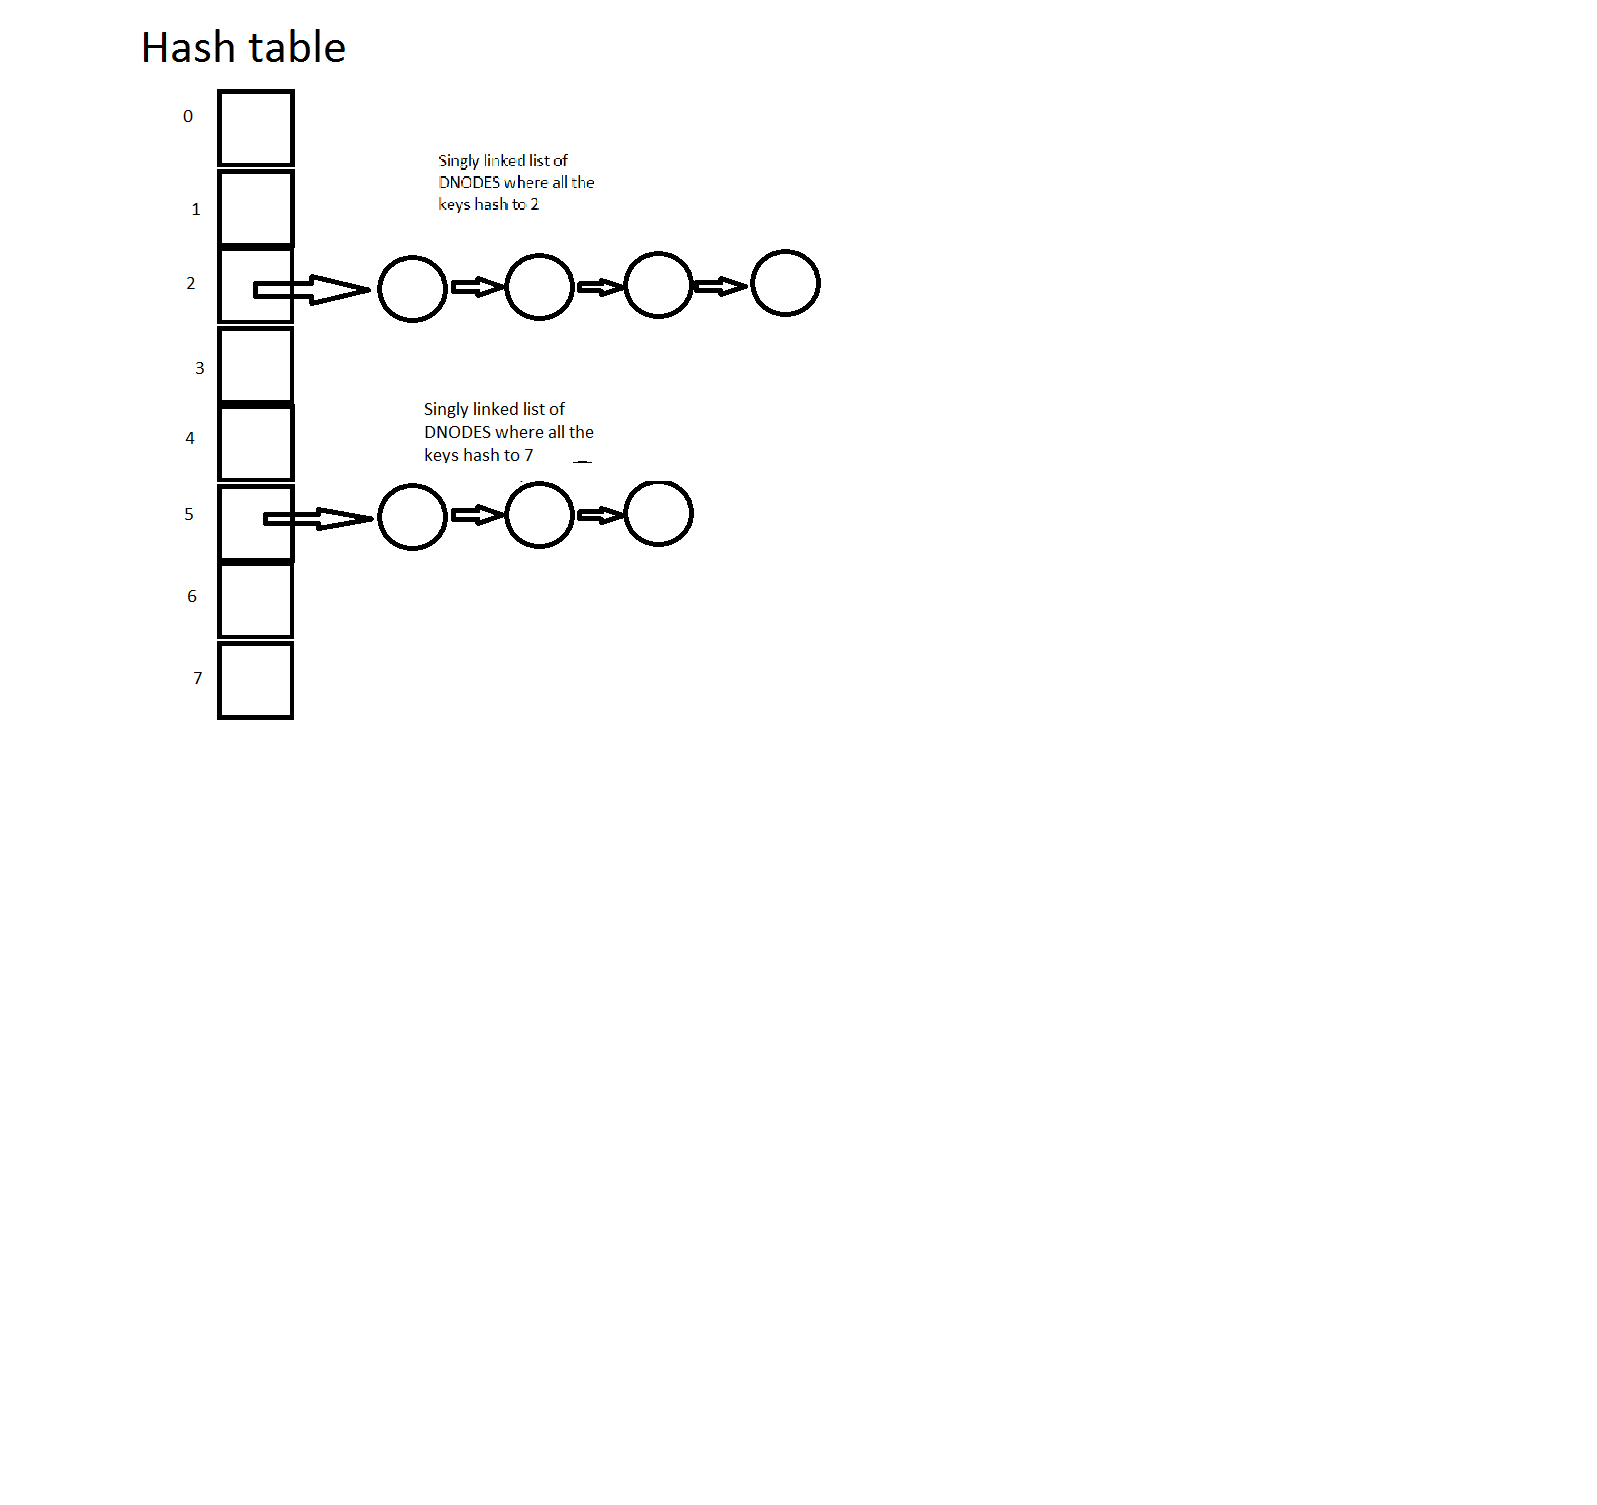 Hash table
0
1
Singly linked list of
DNODES where all the
keys hash to 2
2
3
Singly linked list of
DNODES where all the
keys hash to 7
4
5
6
7